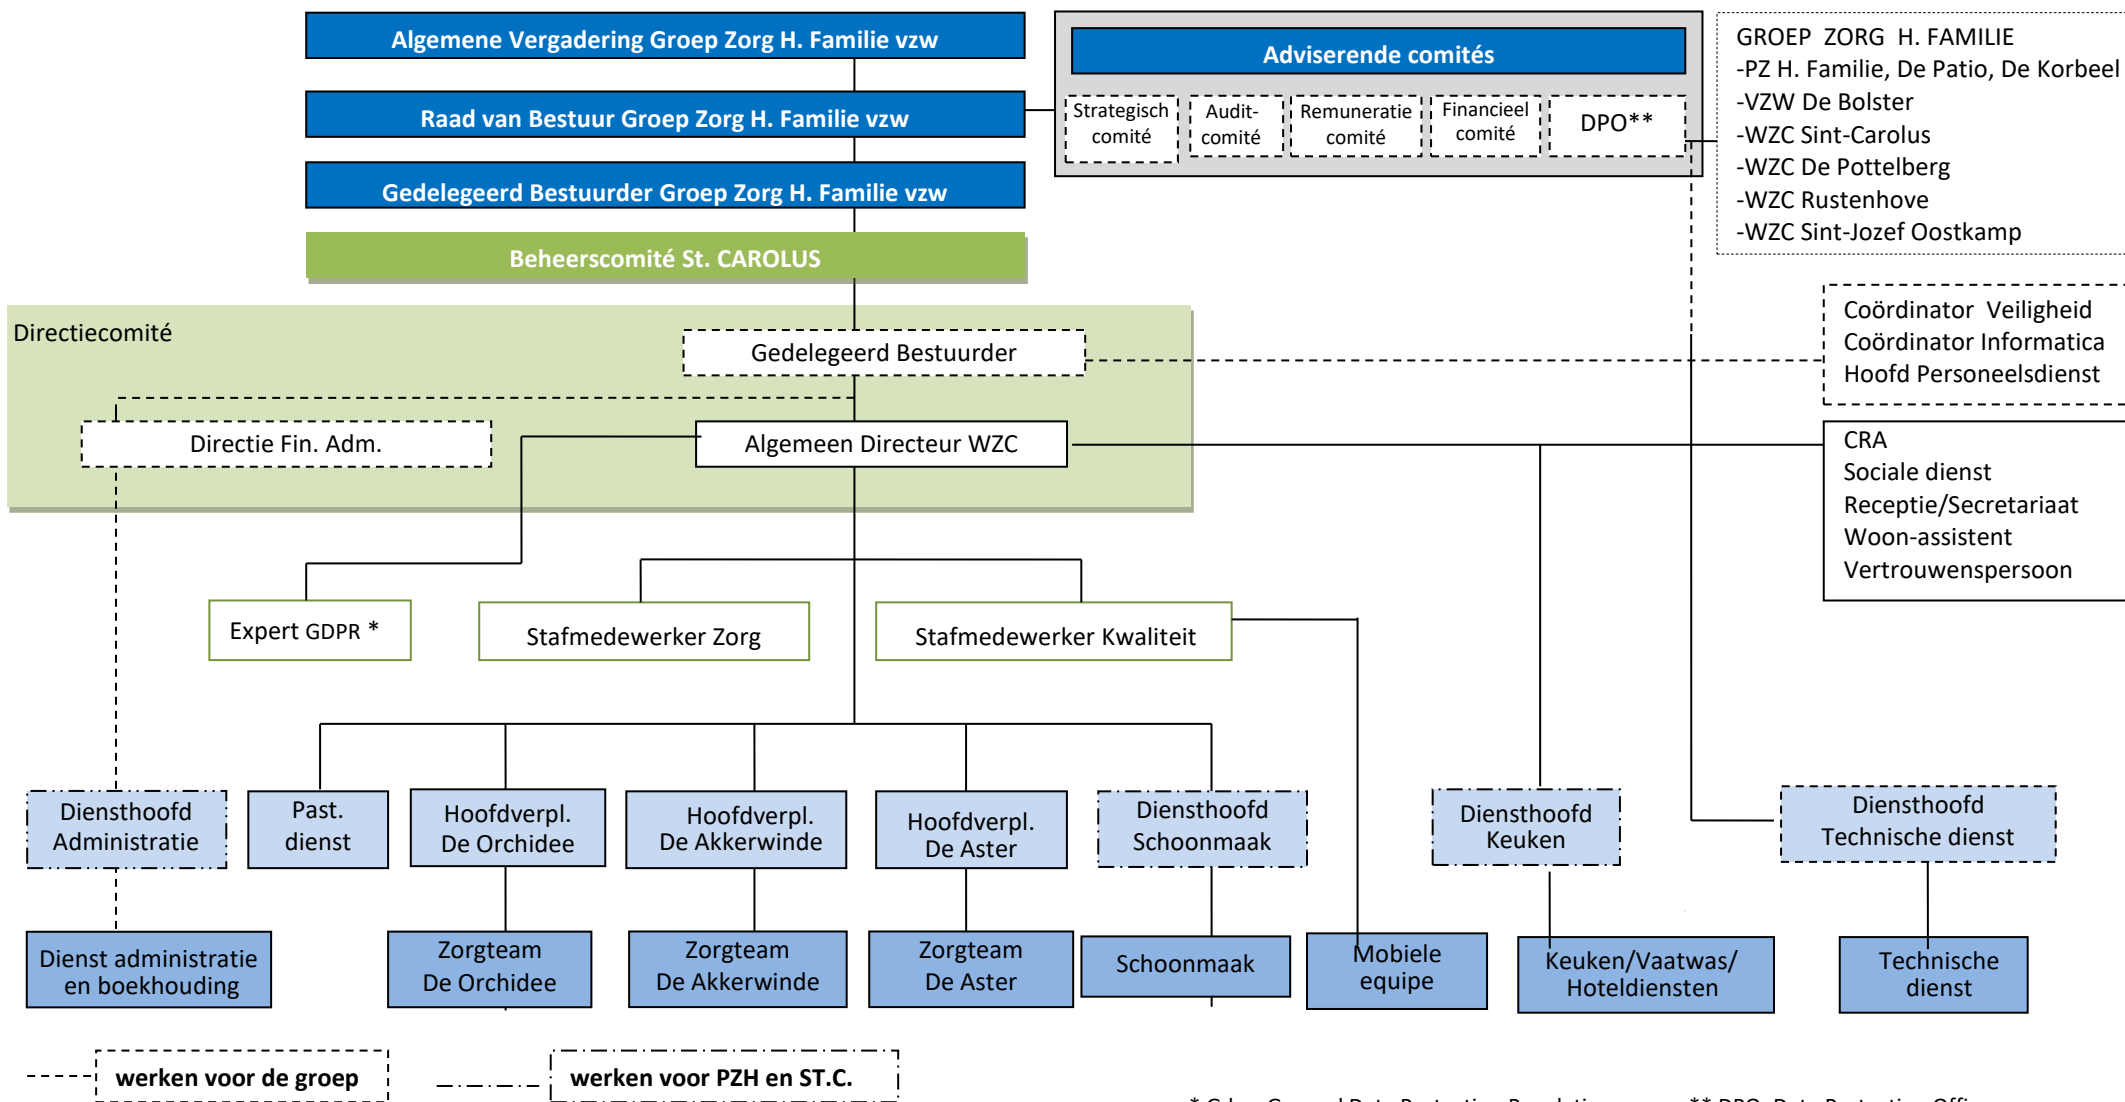 Algemene Vergadering Groep Zorg H. Familie vzw
Raad van Bestuur Groep Zorg H. Familie vzw
Gedelegeerd Bestuurder Groep Zorg H. Familie vzw
Beheerscomité St. CAROLUS
Adviserende comités
Strategisch
comité
Audit-
comité
Remuneratie
comité
Financieel
comité
DPO**
GROEP ZORG H. FAMILIE
-PZ H. Familie, De Patio, De Korbeel
-VZW De Bolster
-WZC Sint-Carolus
-WZC De Pottelberg
-WZC Rustenhove
-WZC Sint-Jozef Oostkamp
Directiecomité
Gedelegeerd Bestuurder
Coördinator Veiligheid
Coördinator Informatica
Hoofd Personeelsdienst
Directie Fin. Adm.
Algemeen Directeur WZC
CRA
Sociale dienst
Receptie/Secretariaat
Woon-assistent
Vertrouwenspersoon
Expert GDPR *
Stafmedewerker Zorg
Stafmedewerker Kwaliteit
Diensthoofd
Administratie
Past.
dienst
Hoofdverpl.
De Orchidee
Hoofdverpl.
De Akkerwinde
Hoofdverpl.
De Aster
Diensthoofd
Schoonmaak
Diensthoofd
Keuken
Diensthoofd
Technische dienst
Dienst administratie
en boekhouding
Zorgteam
De Orchidee
Zorgteam
De Akkerwinde
Zorgteam
De Aster
Schoonmaak
Mobiele
equipe
Keuken/Vaatwas/
Hoteldiensten
Technische
dienst
werken voor de groep
werken voor PZH en ST.C.